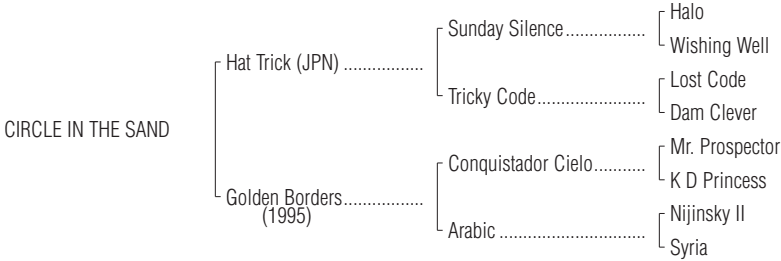 CIRCLE IN THE SAND
Hat Trick (JPN) .................
Golden Borders.................
(1995)
Sunday Silence.................
Tricky Code.......................
Conquistador Cielo...........
Arabic ...............................
Halo
Wishing Well
Lost Code
Dam Clever
Mr. Prospector
K D Princess
Nijinsky II
Syria